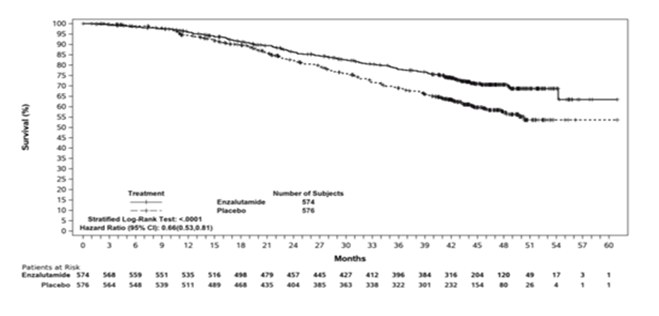 100
95
90
85
80
75
70
65
60
55
50
45
40
35
30
25
20
15
10
5
0
Survival (%)
Treatment Number of Subjects
Enzalutamide 574
Placebo 576
Stratified Log-Rank Test: <.0001
Hazard Ratio (95% CI): 0.66(0.53,0.81)
0 3 6 9 12 15 18 21 24 27 30 33 36 39 42 45 48 51 54 57 60
Months
Patients at Risk
Enzalutamide 574 568 559 551 535 516 498 479 457 445 427 412 396 384 316 204 120 49 17 3 1
Placebo 576 564 548 539 511 489 468 435 404 385 363 338 322 301 232 154 80 26 4 1 1